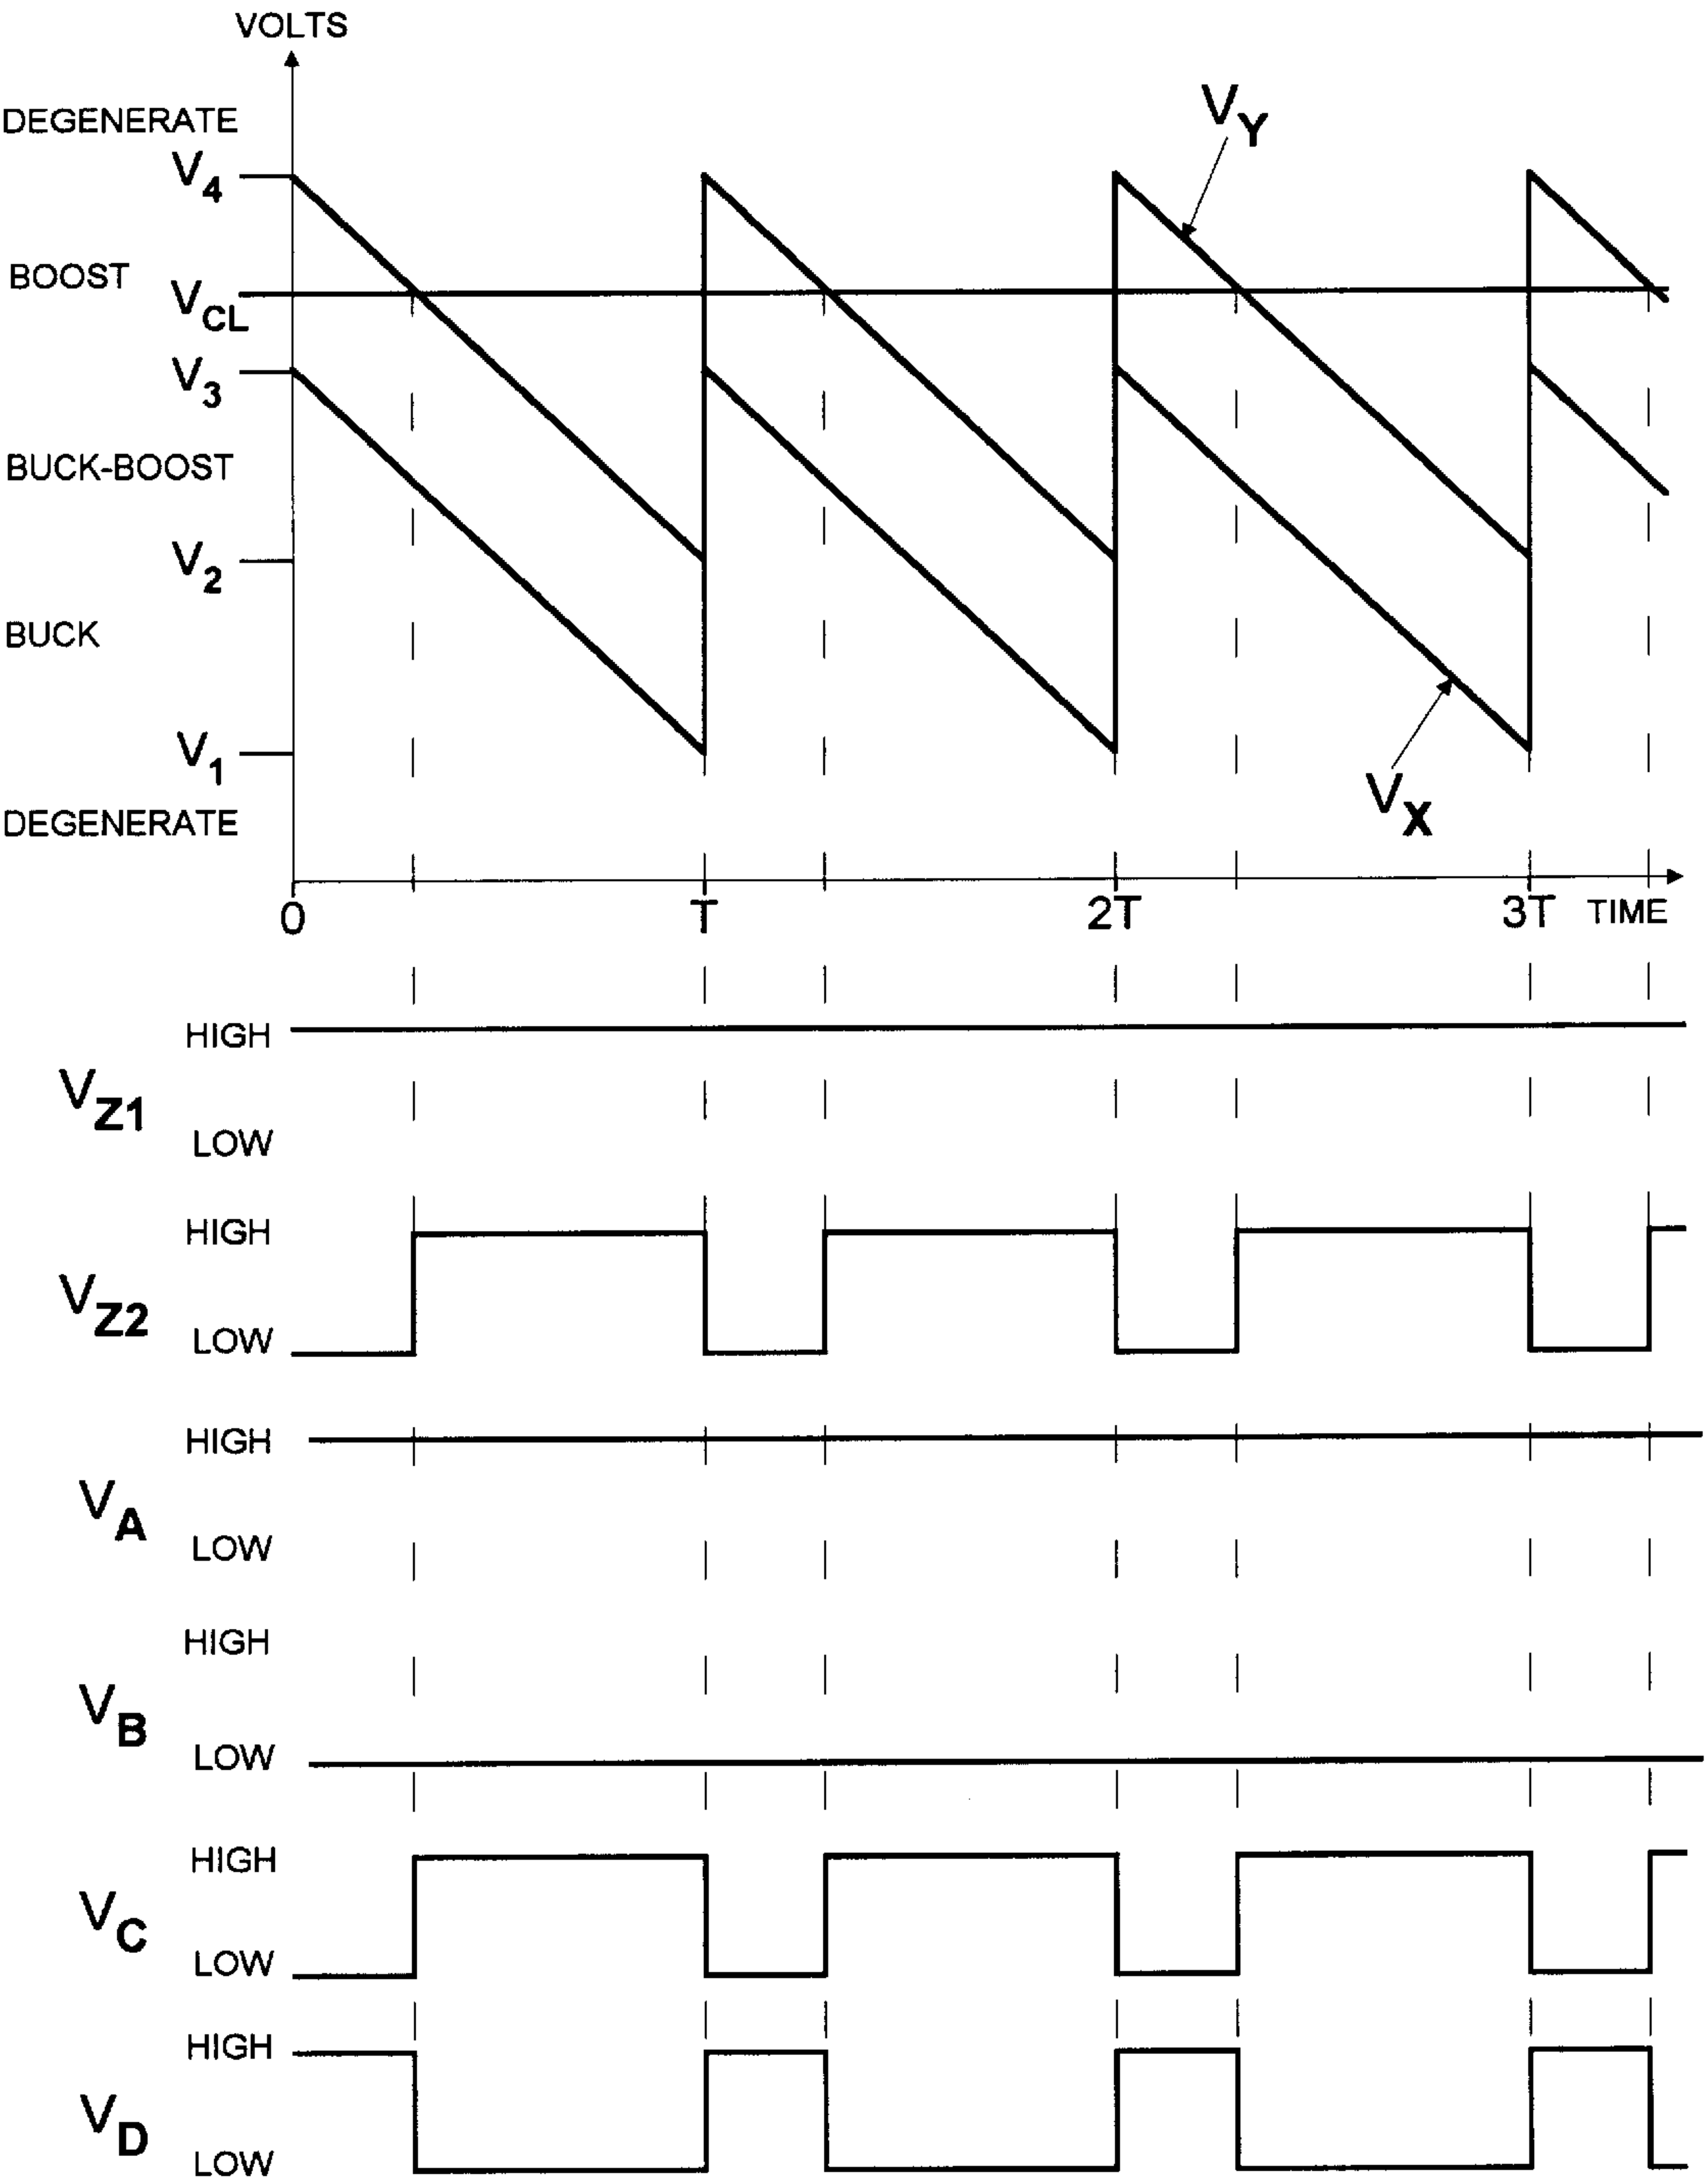 VOLTS
DEGENERATE
V4
VY
BOOST
VCL
V3
BUCK-BOOST
V2
BUCK
V1
VX
DEGENERATE
0 T 2T 3T TIME
HIGH
VZ1
LOW
HIGH
VZ2
LOW
HIGH
VA
LOW
HIGH
VB
LOW
HIGH
VC
LOW
HIGH
VD
LOW